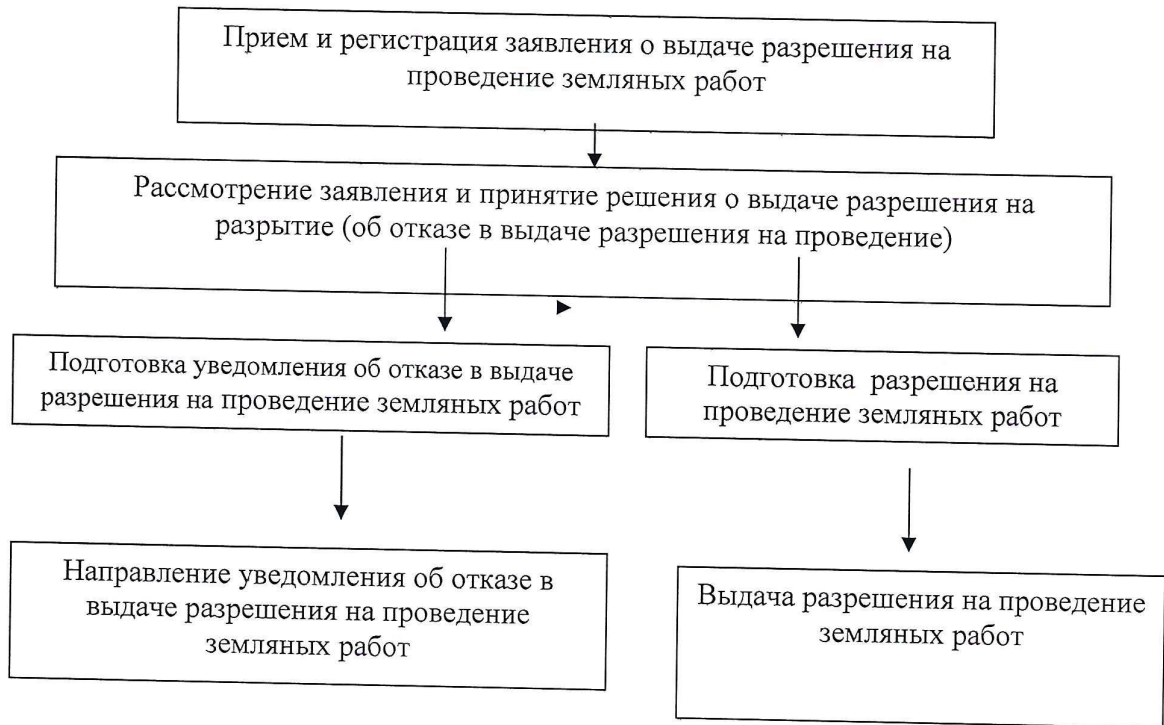 Прием и регистрация заявления о выдаче разрешения на
проведение земляных работ
Рассмотрение заявления и принятие решения о выдаче разрешения на
разрытие (об отказе в выдаче разрешения на проведение)
Подготовка уведомления об отказе в выдаче
разрешения на проведение земляных работ
Подготовка разрешения на
проведение земляных работ
Направление уведомления об отказе в
выдаче разрешения на проведение
земляных работ
Выдача разрешения на проведение
земляных работ